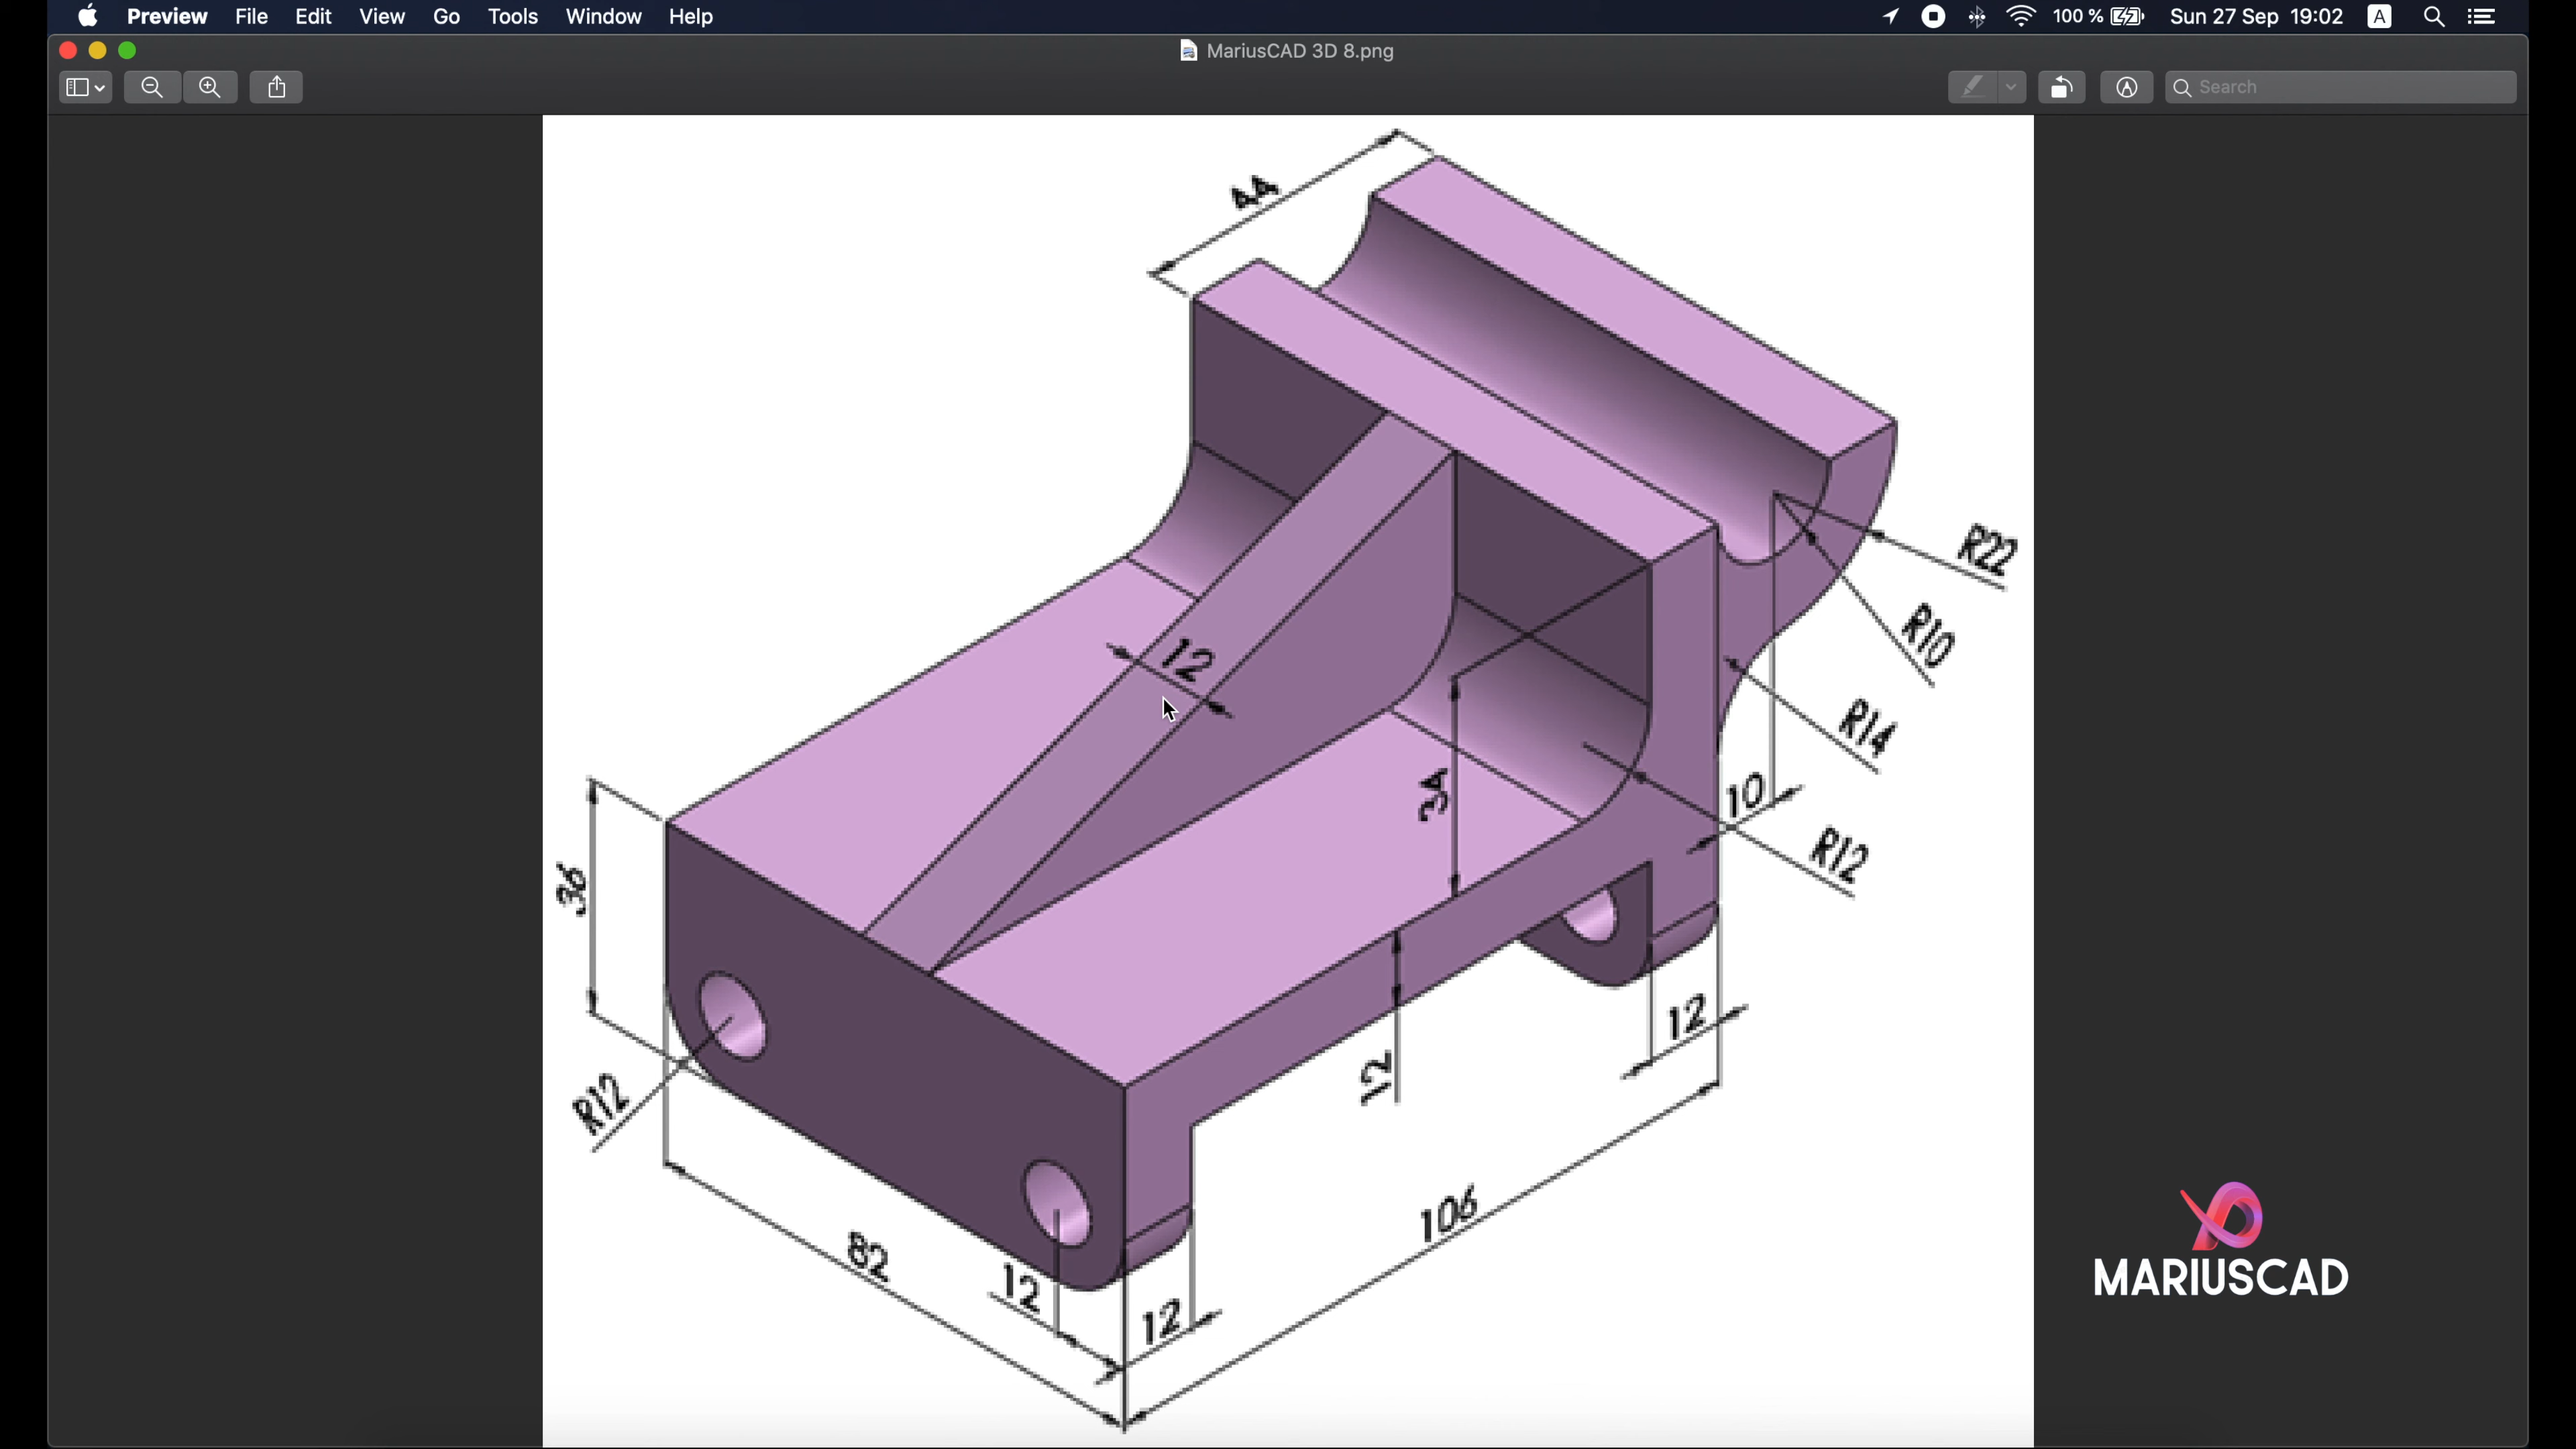 Preview File Edit View Go Tools Window Help 100 % Sun 27 Sep 19:02 A
MariusCAD 3D 8.png
Search
44
R22
R10
12
R14
34
10
R12
36
12
R12
12
106
82
12
12
MARIUSCAD